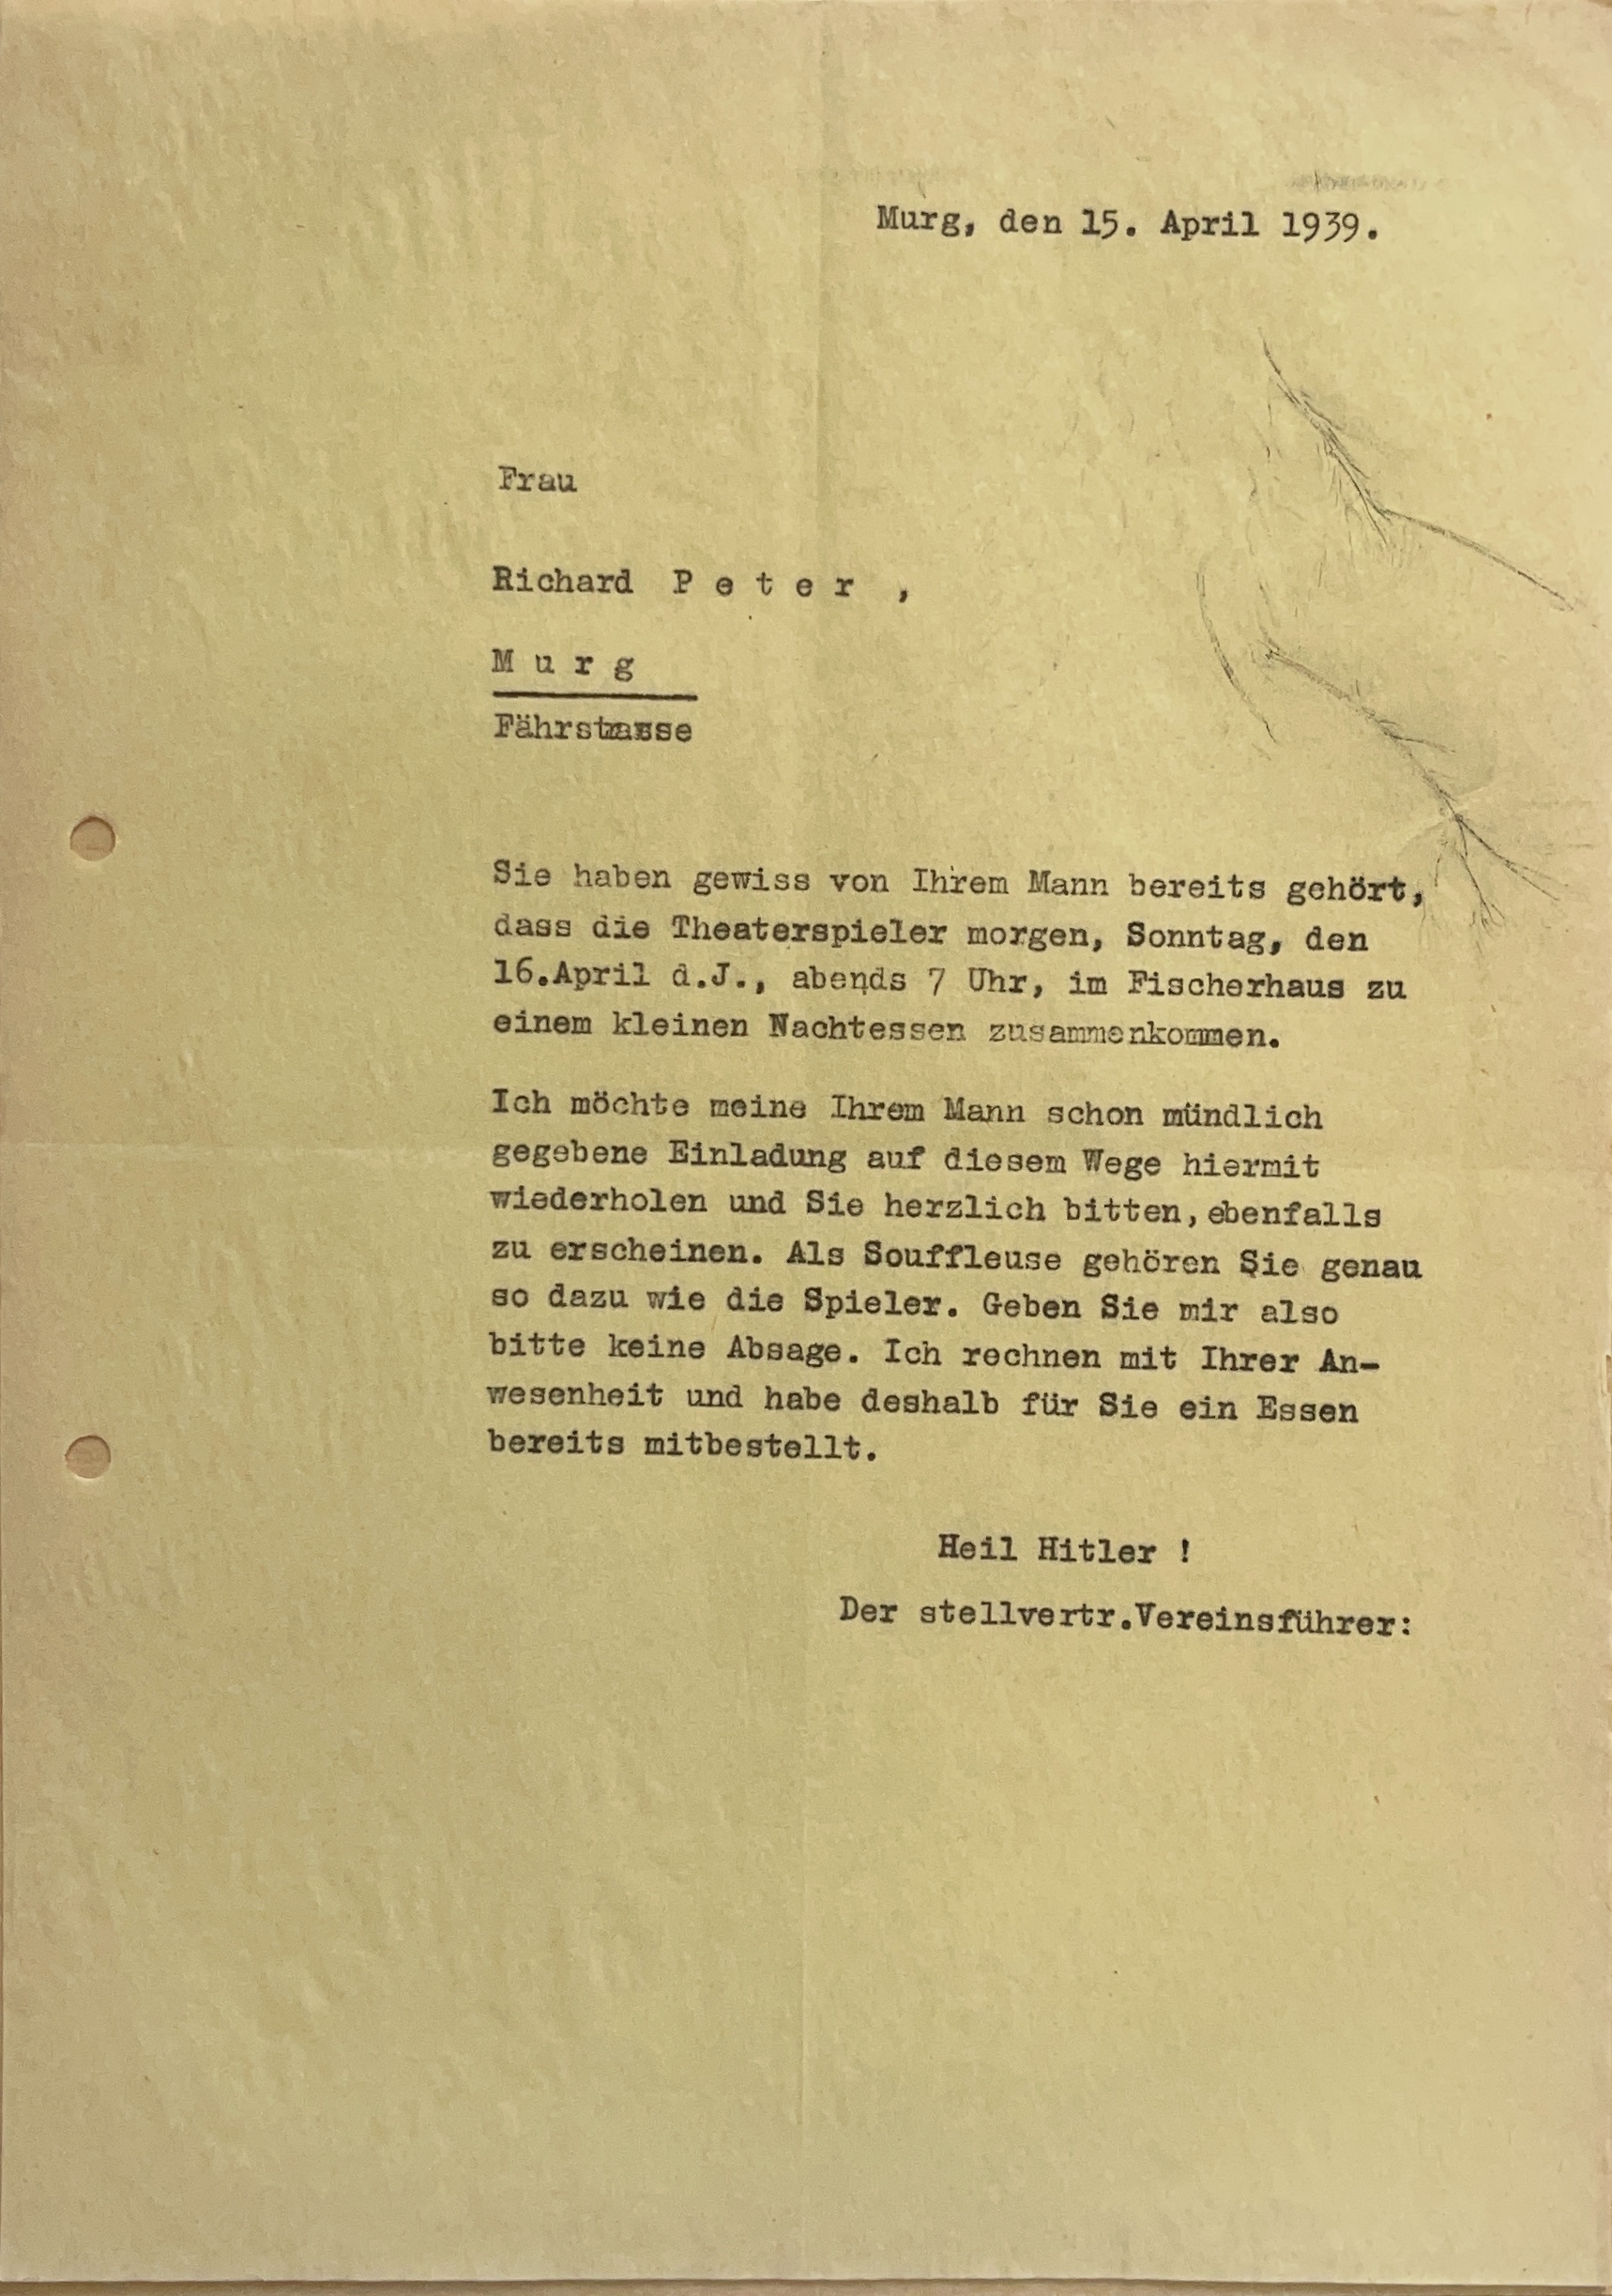 Murg, den 15. April 1939.
Frau
Richard P e t e r ,
M u r g
Fährstrasse
Sie haben gewiss von Ihrem Mann bereits gehört,
dass die Theaterspieler morgen, Sonntag, den
16.April d.J., abends 7 Uhr, im Fischerhaus zu
einem kleinen Nachtessen zusammenkommen.
Ich möchte meine Ihrem Mann schon mündlich
gegebene Einladung auf diesem Wege hiermit
wiederholen und Sie herzlich bitten, ebenfalls
zu erscheinen. Als Souffleuse gehören Sie genau
so dazu wie die Spieler. Geben Sie mir also
bitte keine Absage. Ich rechnen mit Ihrer An-
wesenheit und habe deshalb für Sie ein Essen
bereits mitbestellt.
Heil Hitler !
Der stellvertr.Vereinsführer: